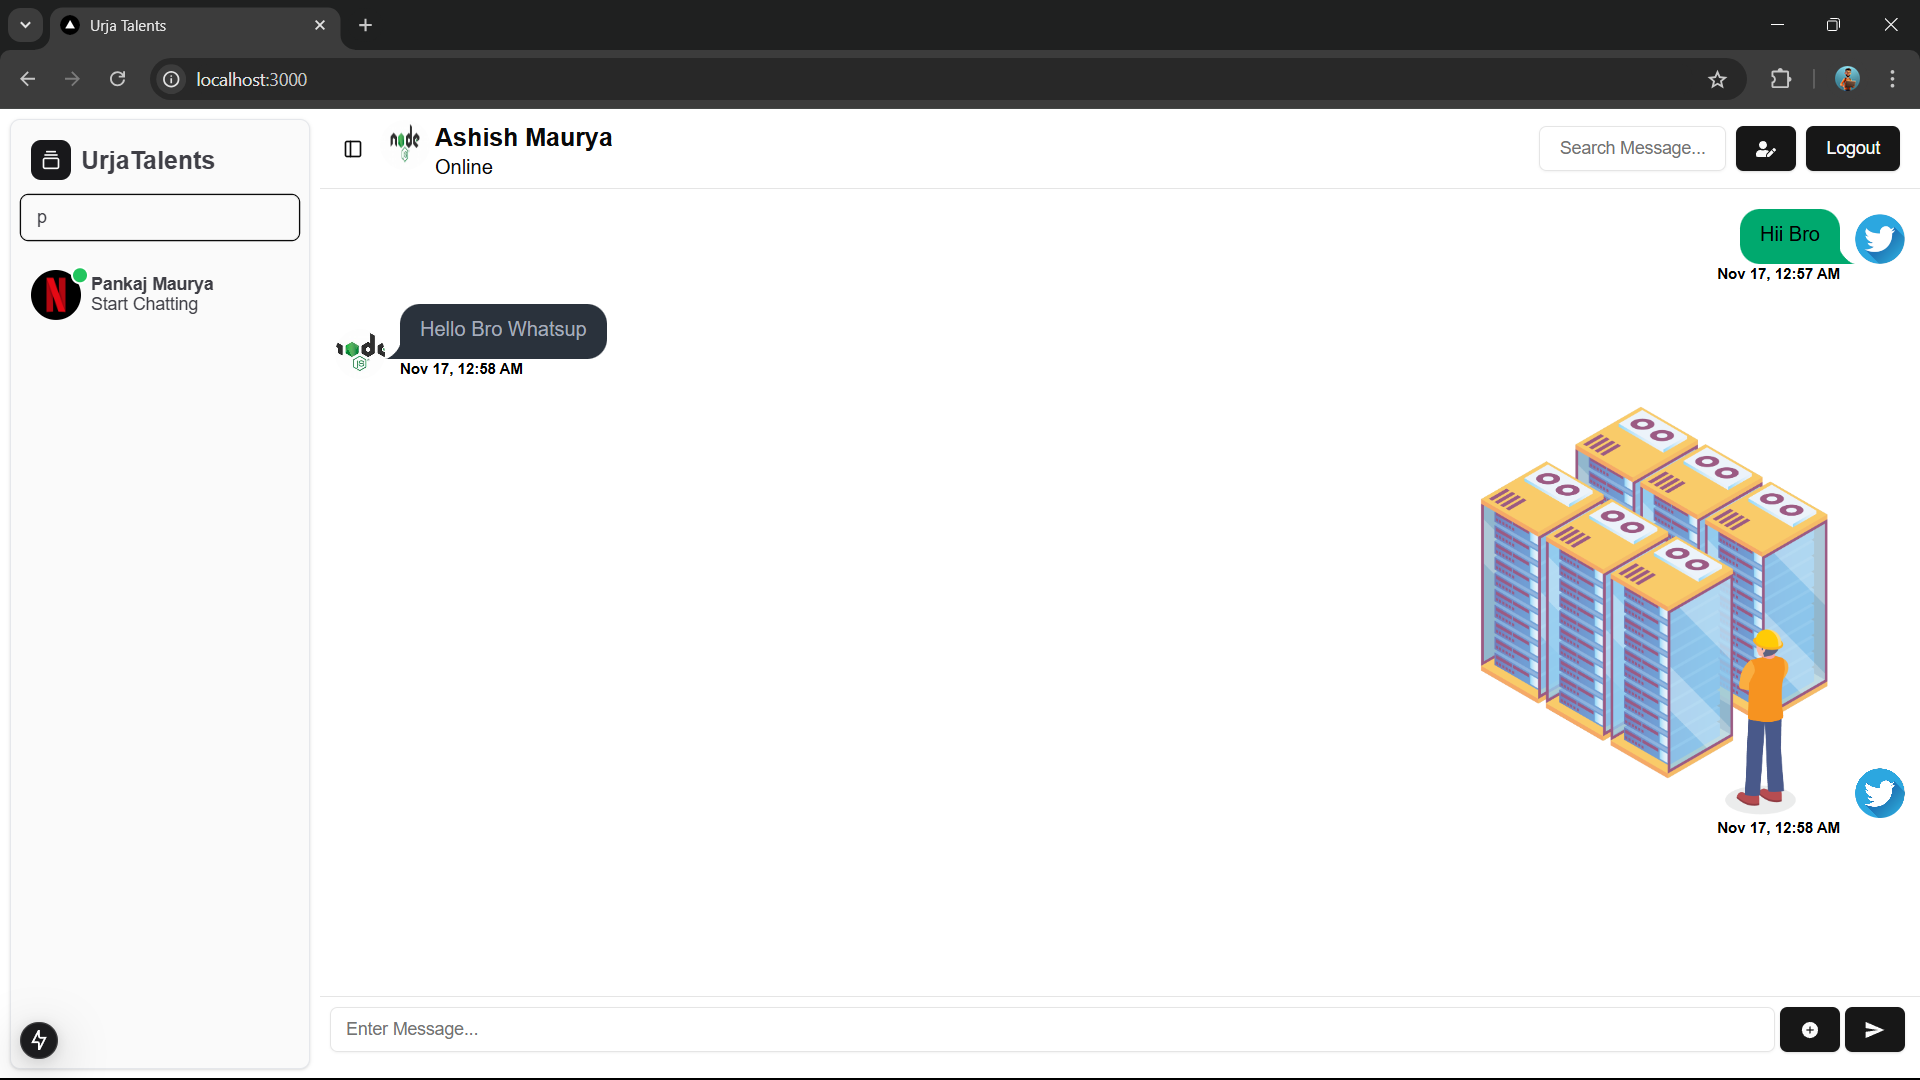 Urja Talents
localhost:3000
UrjaTalents
p
Pankaj Maurya
Start Chatting
node
Ashish Maurya
Online
Search Message...
Logout
Hii Bro
Nov 17, 12:57 AM
Hello Bro Whatsup
Nov 17, 12:58 AM
Nov 17, 12:58 AM
Enter Message...